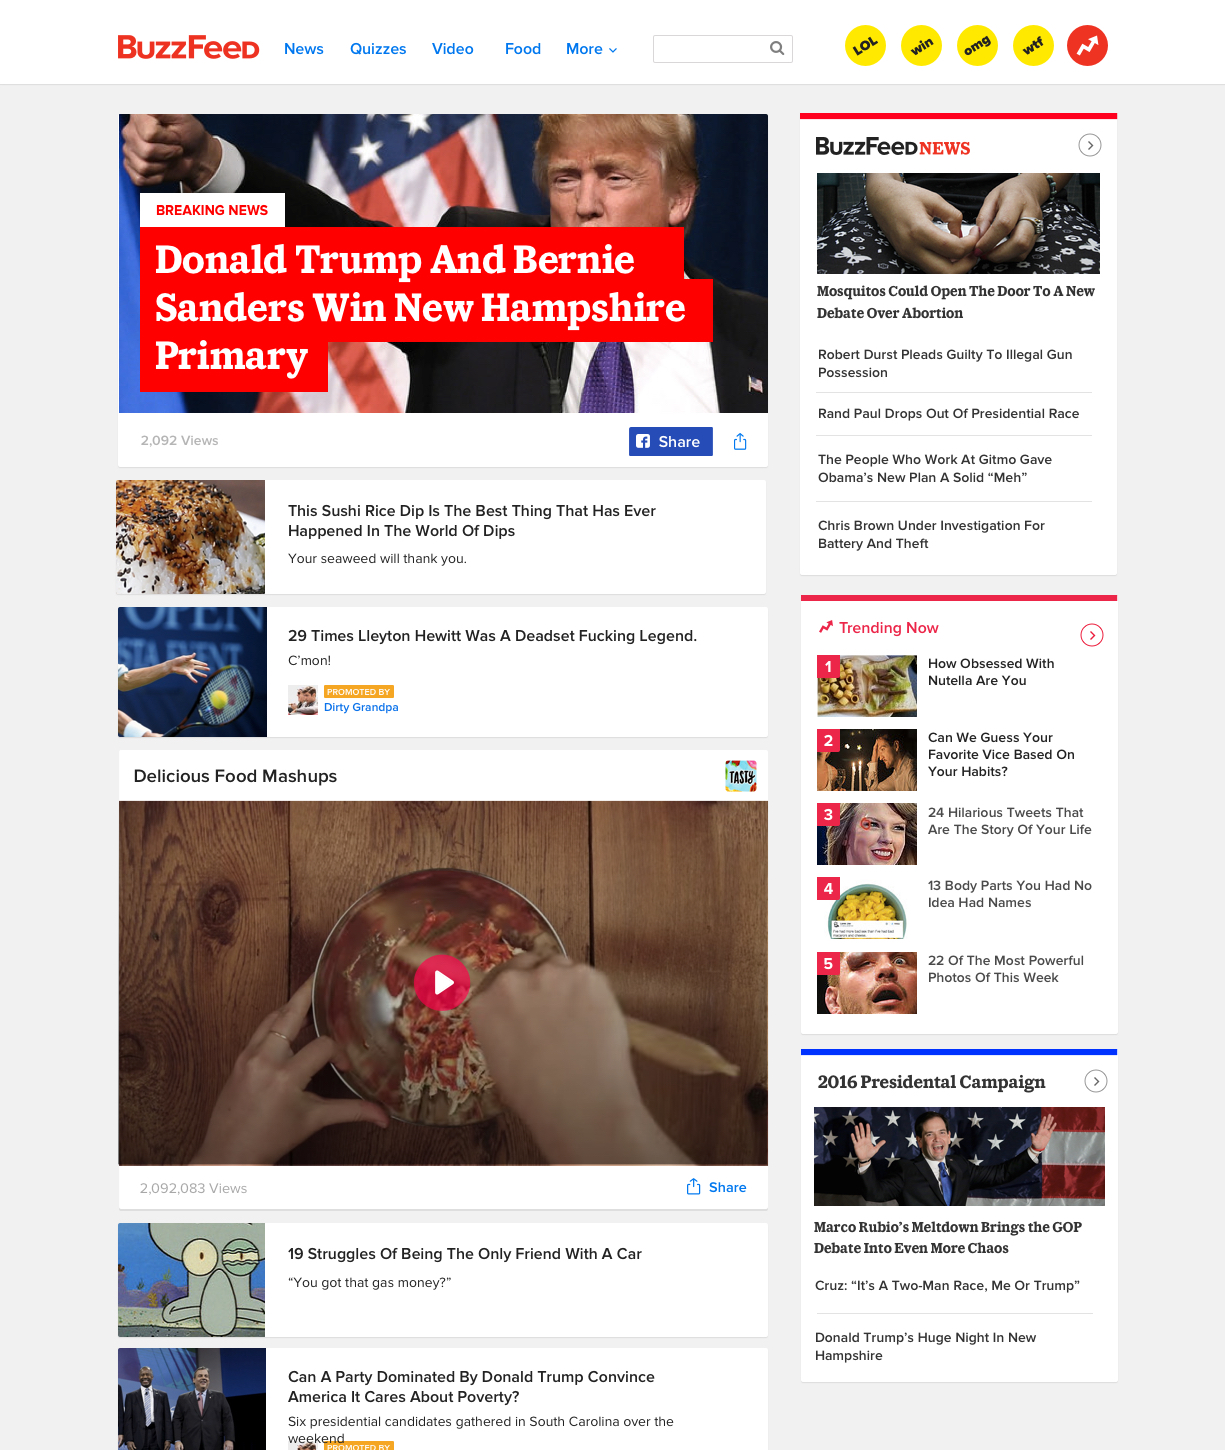 BuzzFeed
News
Quizzes
Video
Food
More
LOL
win
omg
wtf
BREAKING NEWS
Donald Trump And Bernie
Sanders Win New Hampshire
Primary
2,092 Views
Share
This Sushi Rice Dip Is The Best Thing That Has Ever
Happened In The World Of Dips
Your seaweed will thank you.
OPEN
29 Times Lleyton Hewitt Was A Deadset Fucking Legend.
C'mon!
PROMOTED BY
Dirty Grandpa
Delicious Food Mashups
TASTY
2,092,083 Views
Share
19 Struggles Of Being The Only Friend With A Car
“You got that gas money?”
Can A Party Dominated By Donald Trump Convince
America It Cares About Poverty?
Six presidential candidates gathered in South Carolina over the
weekend
PROMOTED BY
BuzzFeed NEWS
Mosquitos Could Open The Door To A New
Debate Over Abortion
Robert Durst Pleads Guilty To Illegal Gun
Possession
Rand Paul Drops Out Of Presidential Race
The People Who Work At Gitmo Gave
Obama’s New Plan A Solid “Meh”
Chris Brown Under Investigation For
Battery And Theft
Trending Now
1
How Obsessed With
Nutella Are You
2
Can We Guess Your
Favorite Vice Based On
Your Habits?
3
24 Hilarious Tweets That
Are The Story Of Your Life
4
13 Body Parts You Had No
Idea Had Names
5
22 Of The Most Powerful
Photos Of This Week
2016 Presidental Campaign
Marco Rubio’s Meltdown Brings the GOP
Debate Into Even More Chaos
Cruz: “It’s A Two-Man Race, Me Or Trump”
Donald Trump’s Huge Night In New
Hampshire